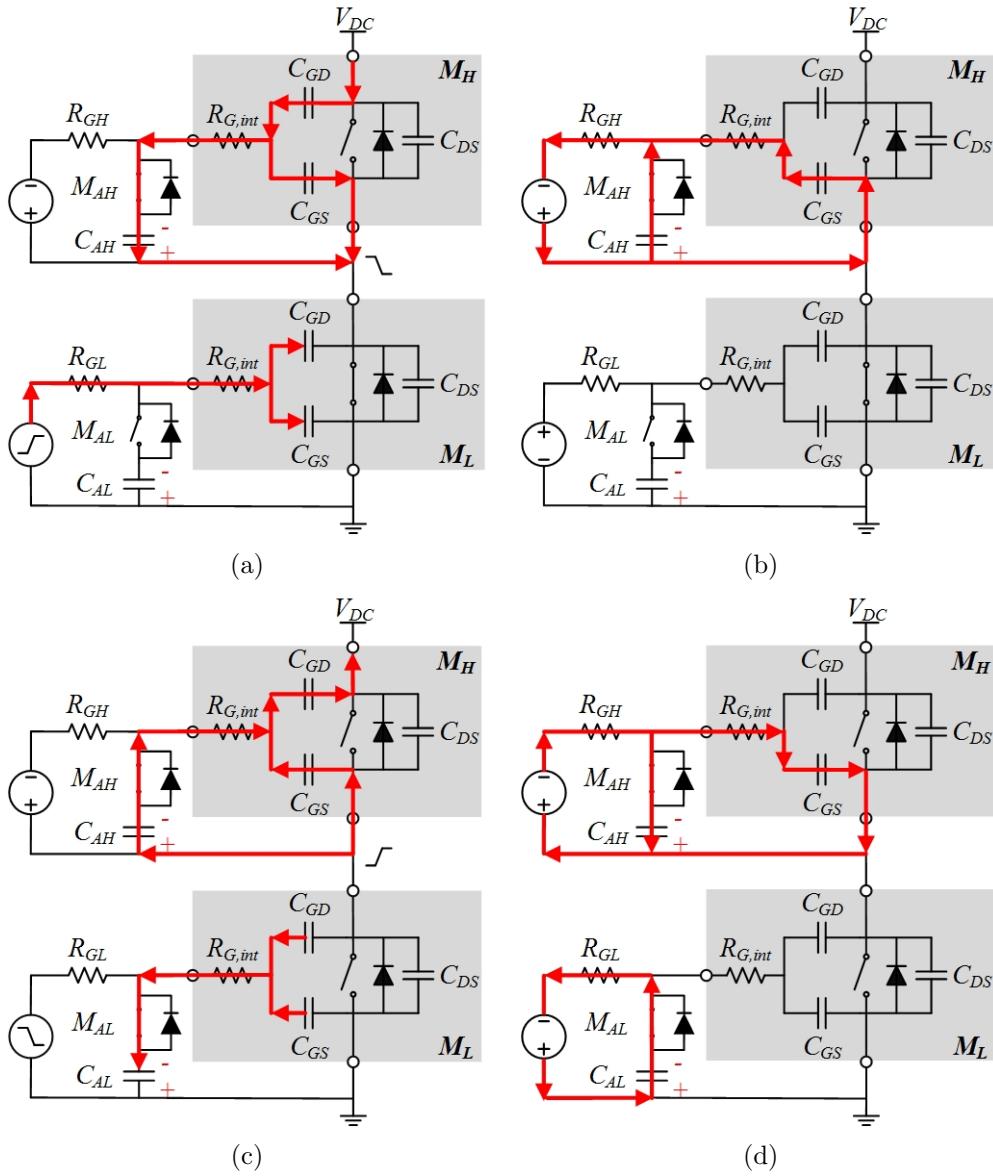 V_DC
M_H
C_GD
R_GH
R_G,int
C_DS
M_AH
C_GS
C_AH
-
+
-
+
C_GD
R_GL
R_G,int
C_DS
M_AL
C_GS
M_L
C_AL
-
+
(a)
V_DC
M_H
C_GD
R_GH
R_G,int
C_DS
M_AH
C_GS
C_AH
-
+
-
+
C_GD
R_GL
R_G,int
C_DS
M_AL
C_GS
M_L
C_AL
+
-
-
+
(b)
V_DC
M_H
C_GD
R_GH
R_G,int
C_DS
M_AH
C_GS
C_AH
-
+
-
+
C_GD
R_GL
R_G,int
C_DS
M_AL
C_GS
M_L
C_AL
-
+
(c)
V_DC
M_H
C_GD
R_GH
R_G,int
C_DS
M_AH
C_GS
C_AH
-
+
-
+
C_GD
R_GL
R_G,int
C_DS
M_AL
C_GS
M_L
C_AL
-
+
-
+
(d)